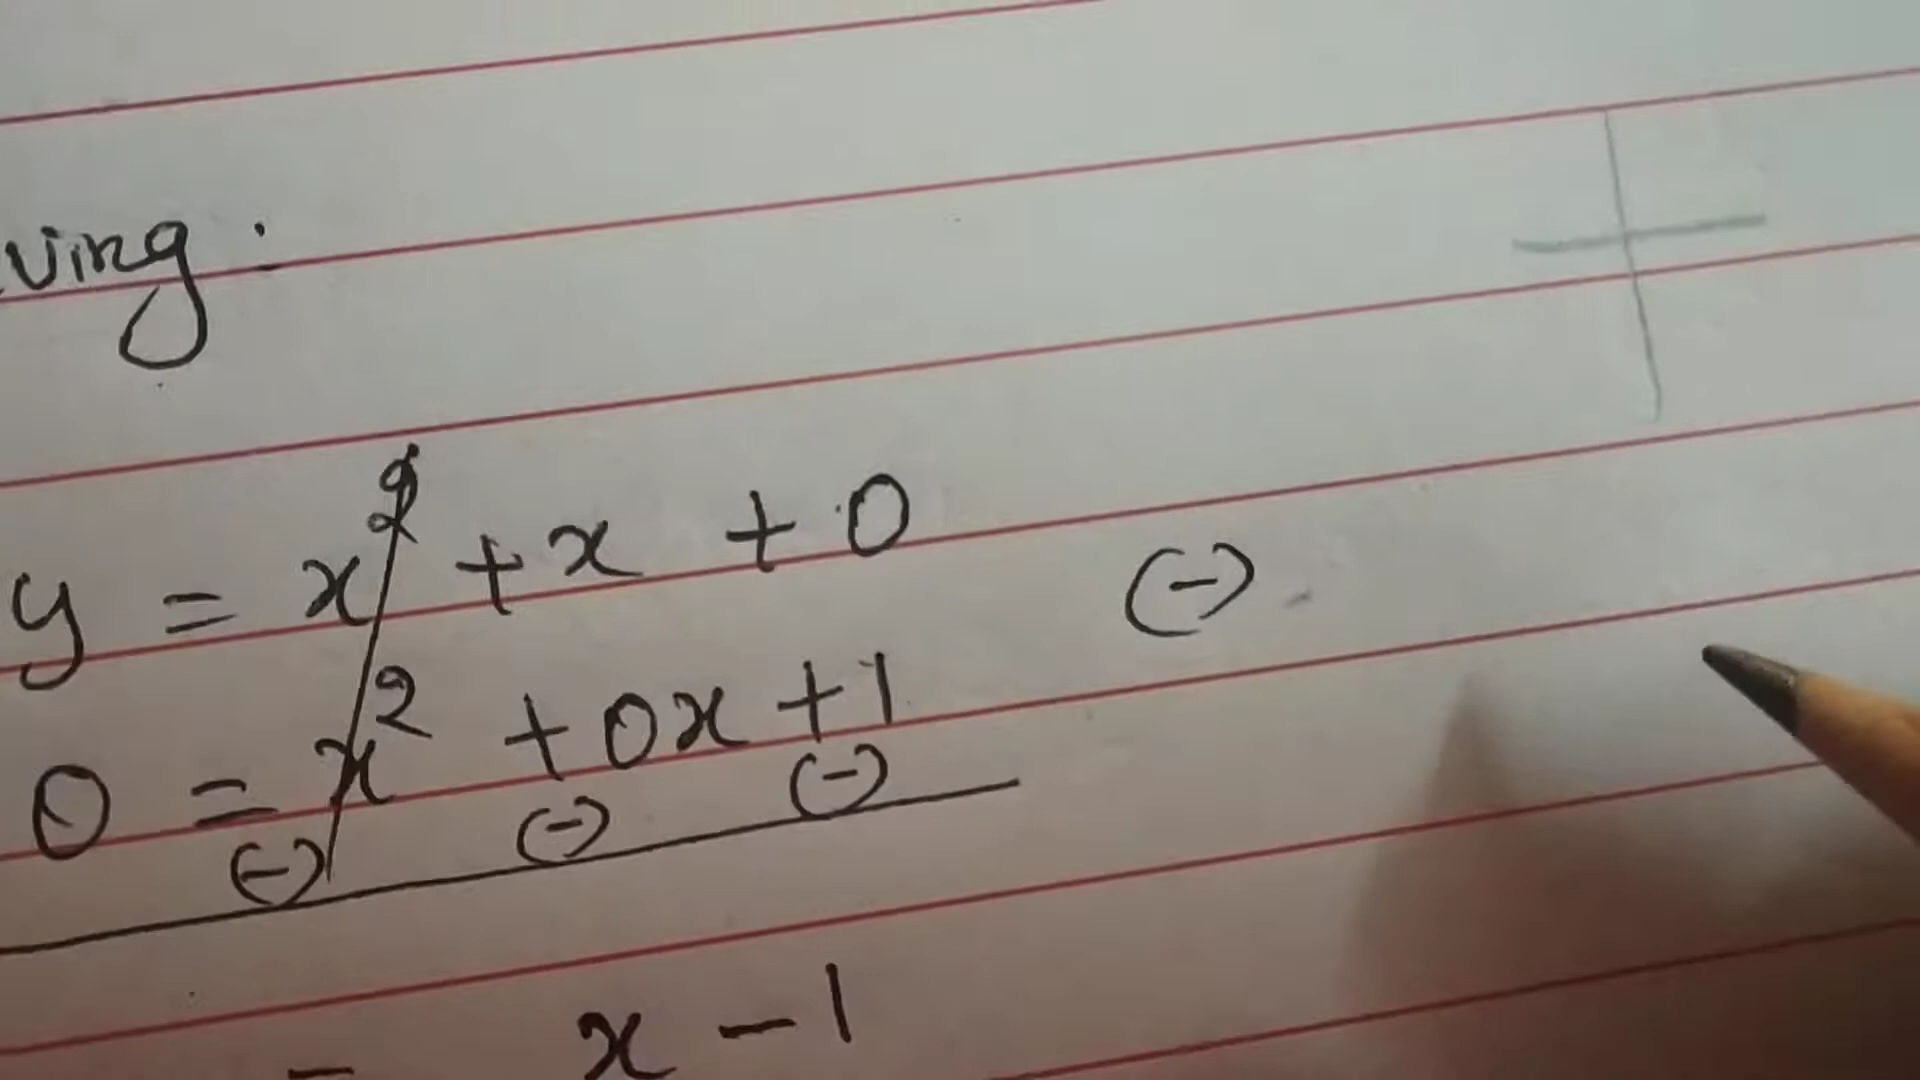 ving :
y = x² + x + 0 (-)
0 = x² + 0x + 1
(-) (-) (-)
= x - 1